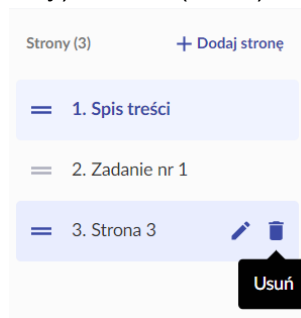 Strony (3) + Dodaj stronę
1. Spis treści
2. Zadanie nr 1
3. Strona 3
Usuń